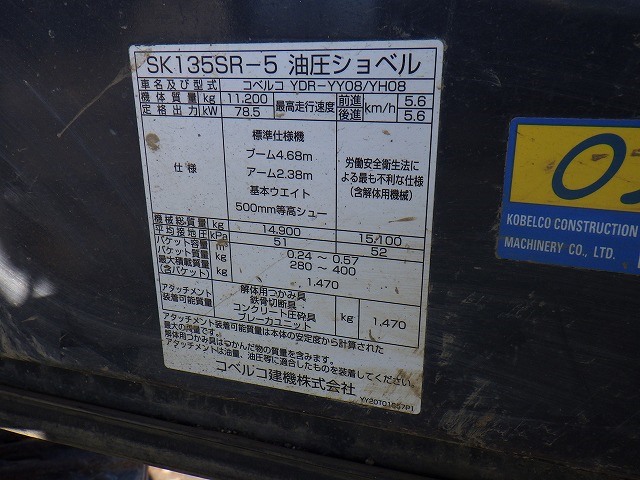 SK135SR-5 油圧ショベル
車名及び型式 コベルコ YDR-YY08/YH08
機体質量 kg 11,200 最高走行速度 前進 km/h 5.6
定格出力 kW 78.5 後進 5.6
仕様
標準仕様機
ブーム4.68m
アーム2.38m
基本ウエイト
500mm等高シュー
労働安全衛生法に
よる最も不利な仕様
(含解体用機械)
機械総質量 kg 14,900 15,100
平均接地圧 kPa 51 52
バケット容量 m³ 0.24 ~ 0.57
バケット質量 kg 280 ~ 400
最大積載質量
(含バケット) kg 1,470
アタッチメント
装着可能質量
解体用つかみ具
鉄骨切断具
コンクリート圧砕具
ブレーカユニット
kg 1,470
アタッチメント装着可能質量は本体の安定度から計算された
最大の質量です。
解体用つかみ具はつかんだ物の質量を含みます。
アタッチメントは油量、油圧等に適合したものを装着してください。
コベルコ建機株式会社
YY20T01557P1
KOBELCO CONSTRUCTION
MACHINERY CO., LTD.